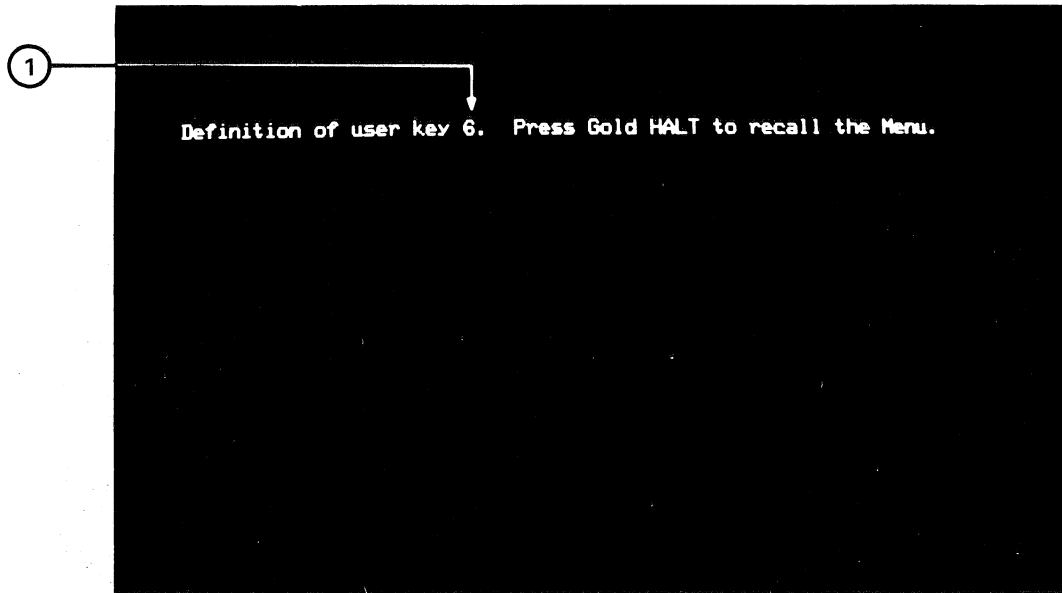 1
Definition of user key 6. Press Gold HALT to recall the Menu.